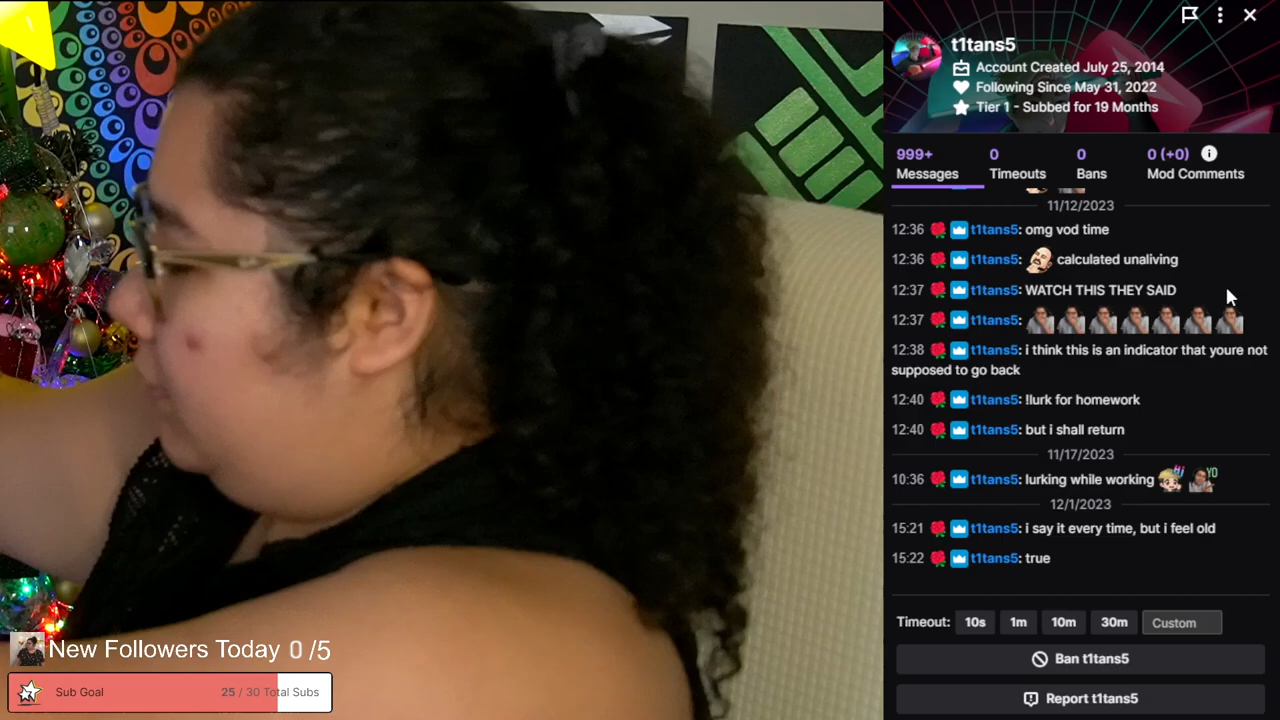 t1tans5
Account Created July 25, 2014
Following Since May 31, 2022
Tier 1 - Subbed for 19 Months
999+ 0 0 0 (+0)
Messages Timeouts Bans Mod Comments
11/12/2023
12:36 t1tans5: omg vod time
12:36 t1tans5: calculated unaliving
12:37 t1tans5: WATCH THIS THEY SAID
12:37 t1tans5:
12:38 t1tans5: i think this is an indicator that youre not
supposed to go back
12:40 t1tans5: !lurk for homework
12:40 t1tans5: but i shall return
11/17/2023
10:36 t1tans5: lurking while working Hi YO
12/1/2023
15:21 t1tans5: i say it every time, but i feel old
15:22 t1tans5: true
Timeout: 10s 1m 10m 30m Custom
Ban t1tans5
Report t1tans5
New Followers Today 0 /5
Sub Goal 25 / 30 Total Subs